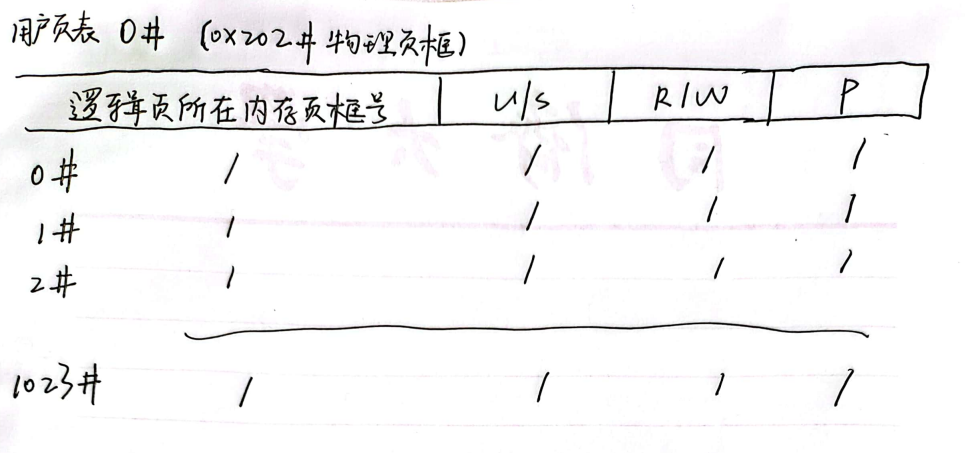 用户页表 0# (0x202# 物理页框)
逻辑页所在内存页框号 U/S R/W P
0# / / / /
1# / / / /
2# / / / /
1023# / / / /